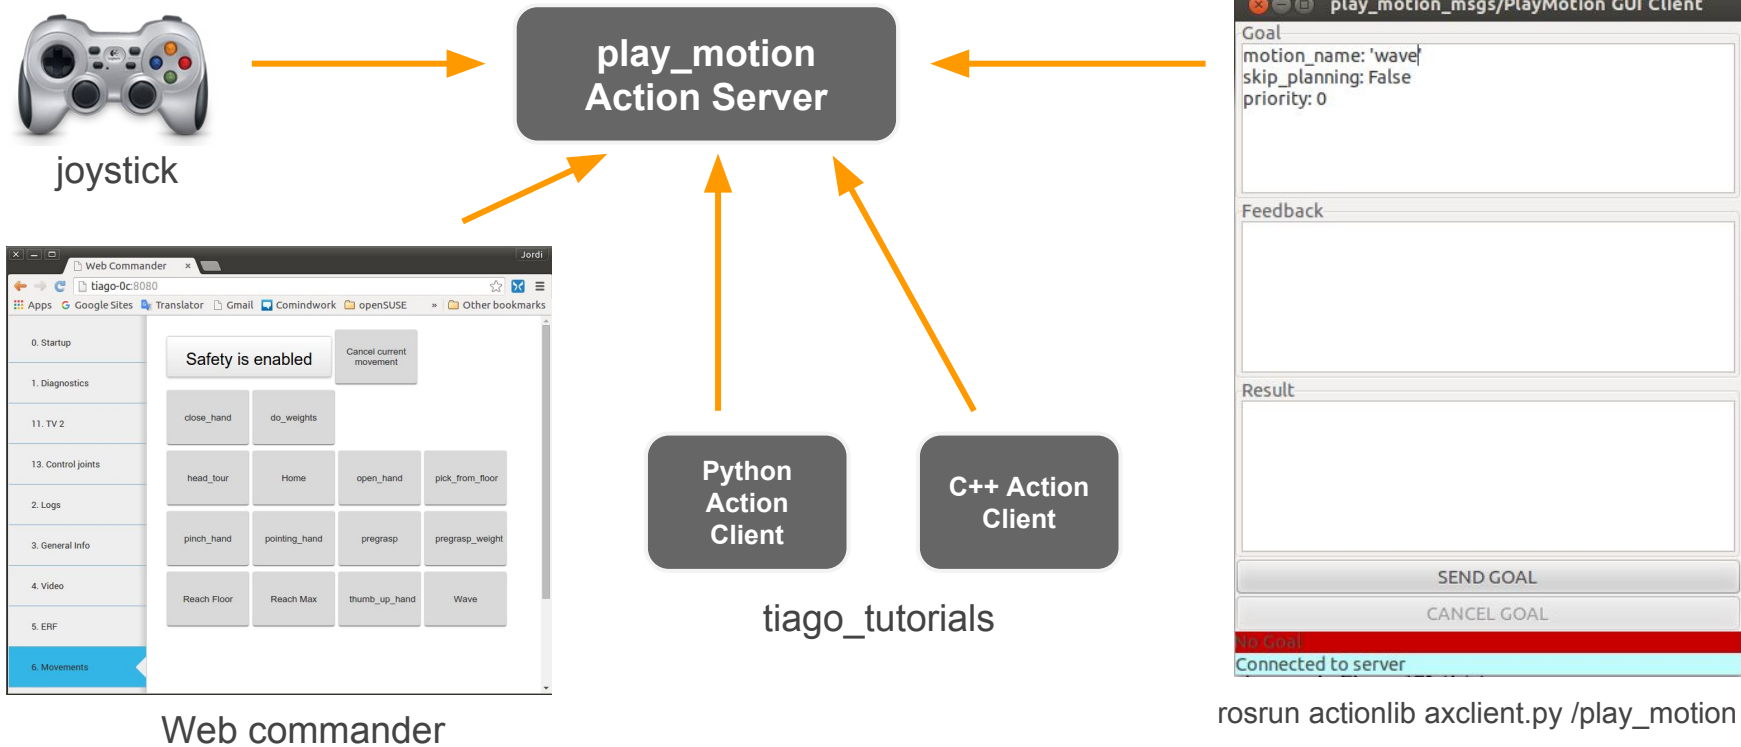 play_motion
Action Server
joystick
play_motion_msgs/PlayMotion GUI Client
Goal
motion_name: 'wave'
skip_planning: False
priority: 0
Feedback
Result
SEND GOAL
CANCEL GOAL
No Goal
Connected to server
rosrun actionlib axclient.py /play_motion
Jordi
Web Commander
tiago-0c:8080
Apps Google Sites Translator Gmail Comindwork openSUSE » Other bookmarks
0. Startup
1. Diagnostics
11. TV 2
13. Control joints
2. Logs
3. General Info
4. Video
5. ERF
6. Movements
Safety is enabled
Cancel current
movement
close_hand do_weights
head_tour Home open_hand pick_from_floor
pinch_hand pointing_hand pregrasp pregrasp_weight
Reach Floor Reach Max thumb_up_hand Wave
Web commander
Python
Action
Client
C++ Action
Client
tiago_tutorials